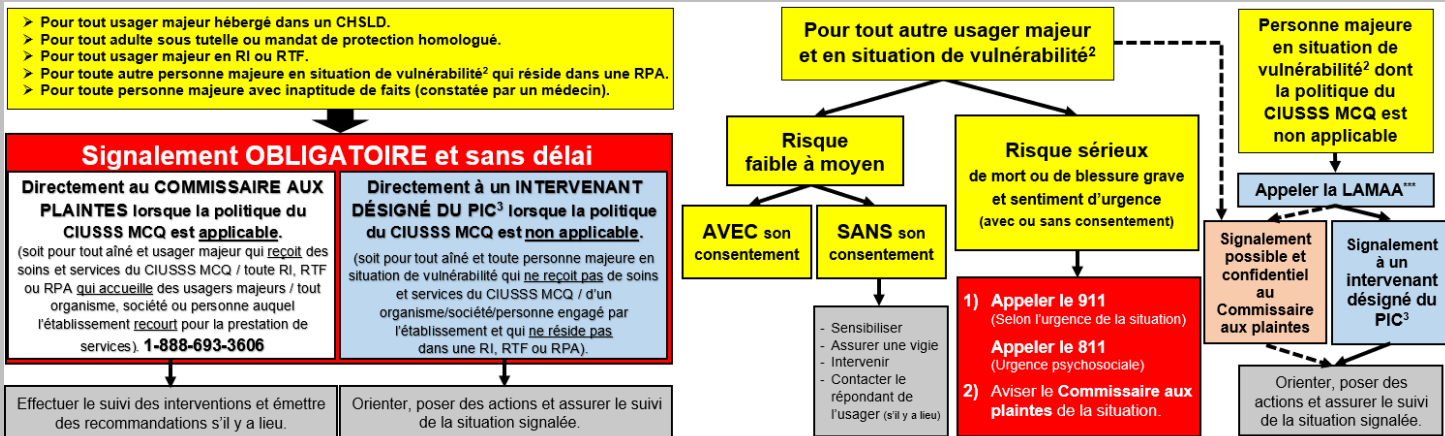 ➢ Pour tout usager majeur hébergé dans un CHSLD.
➢ Pour tout adulte sous tutelle ou mandat de protection homologué.
➢ Pour tout usager majeur en RI ou RTF.
➢ Pour toute autre personne majeure en situation de vulnérabilité² qui réside dans une RPA.
➢ Pour toute personne majeure avec inaptitude de faits (constatée par un médecin).
Signalement OBLIGATOIRE et sans délai
Directement au COMMISSAIRE AUX
PLAINTES lorsque la politique du
CIUSSS MCQ est applicable.
(soit pour tout aîné et usager majeur qui reçoit des
soins et services du CIUSSS MCQ / toute RI, RTF
ou RPA qui accueille des usagers majeurs / tout
organisme, société ou personne auquel
l'établissement recourt pour la prestation de
services). 1-888-693-3606
Directement à un INTERVENANT
DÉSIGNÉ DU PIC³ lorsque la politique
du CIUSSS MCQ est non applicable.
(soit pour tout aîné et toute personne majeure en
situation de vulnérabilité qui ne reçoit pas de soins
et services du CIUSSS MCQ / d'un
organisme/société/personne engagé par
l'établissement et qui ne réside pas
dans une RI, RTF ou RPA).
Effectuer le suivi des interventions et émettre
des recommandations s'il y a lieu.
Orienter, poser des actions et assurer le suivi
de la situation signalée.
Pour tout autre usager majeur
et en situation de vulnérabilité²
Risque
faible à moyen
AVEC son
consentement
SANS son
consentement
- Sensibiliser
- Assurer une vigie
- Intervenir
- Contacter le
répondant de
l'usager (s'il y a lieu)
Risque sérieux
de mort ou de blessure grave
et sentiment d'urgence
(avec ou sans consentement)
1) Appeler le 911
(Selon l'urgence de la situation)
Appeler le 811
(Urgence psychosociale)
2) Aviser le Commissaire aux
plaintes de la situation.
Personne majeure
en situation de
vulnérabilité² dont
la politique du
CIUSSS MCQ est
non applicable
Appeler la LAMAA***
Signalement
possible et
confidentiel
au
Commissaire
aux plaintes
Signalement
à un
intervenant
désigné du
PIC³
Orienter, poser des
actions et assurer le suivi
de la situation signalée.